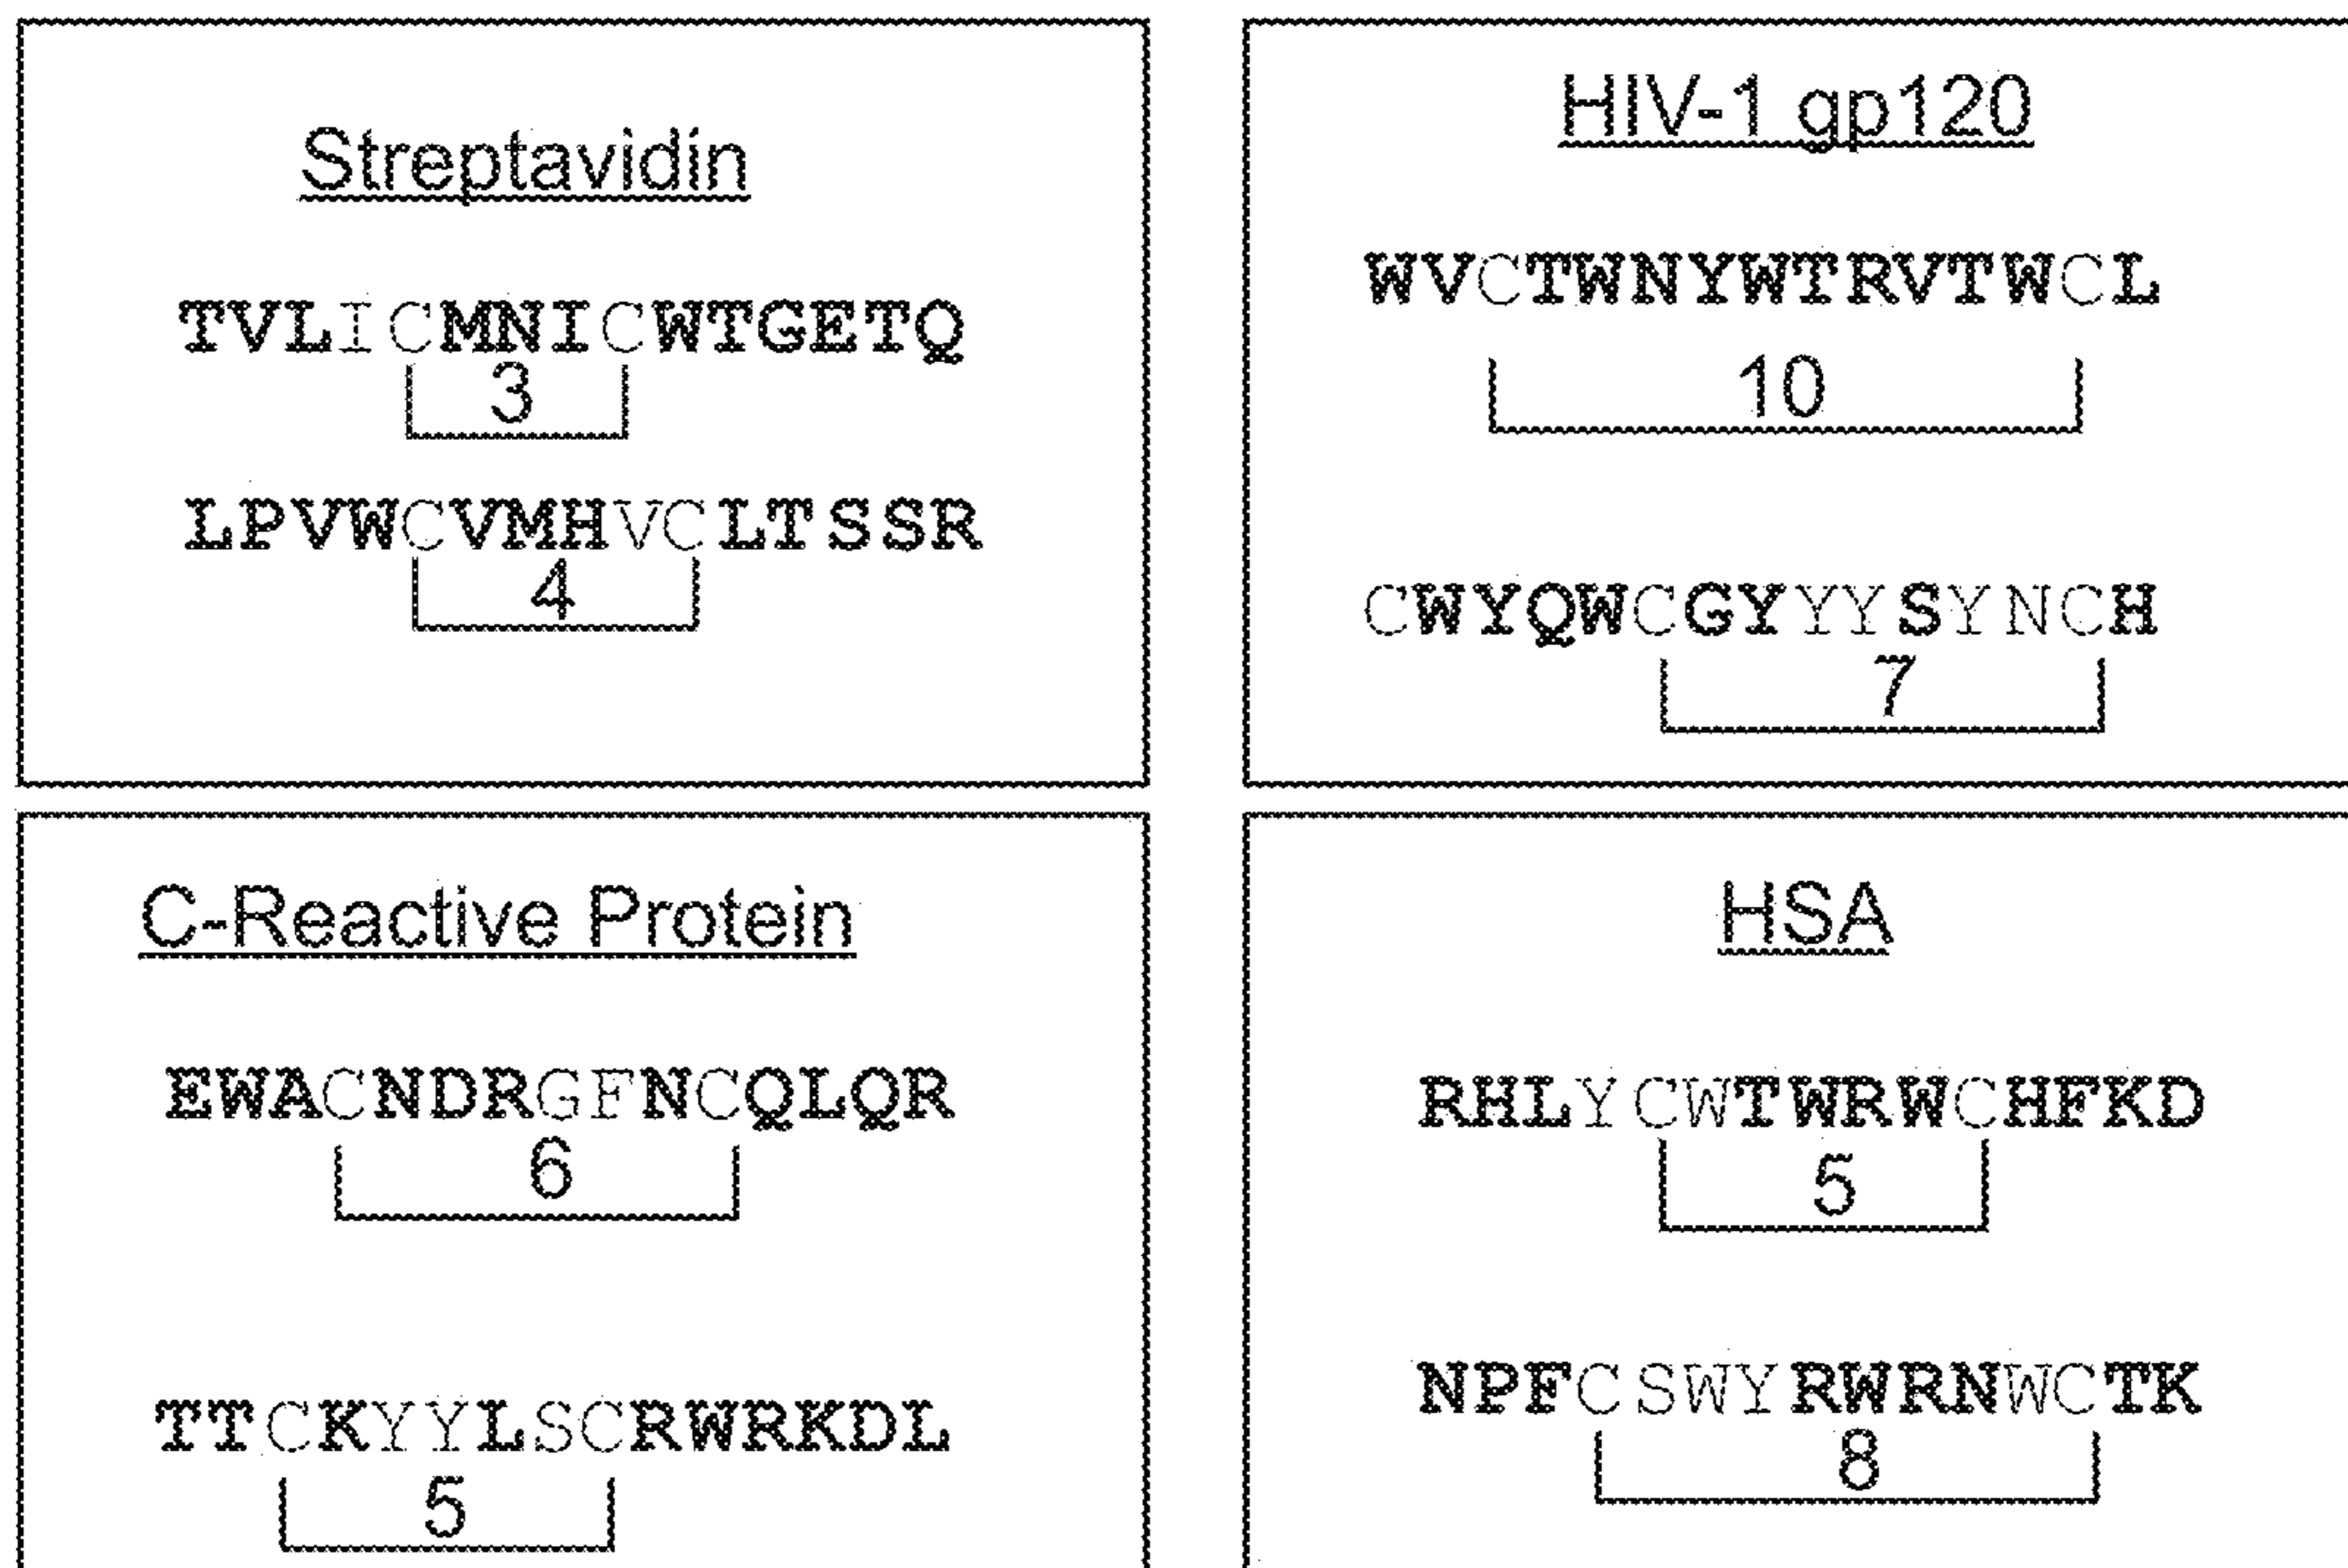 Streptavidin
TVLICMNICWTGETQ
3
LPVWCVMHVCLTSSR
4
HIV-1 gp120
WVCTWNYWTRVTWCL
10
CWYQWCGYYYSYNCH
7
C-Reactive Protein
EWACNDRGFNCQLQR
6
TTCKYYLSCRWRKDL
5
HSA
RHLYCWTWRWCHFKD
5
NPFCSWYRWRNWCTK
8